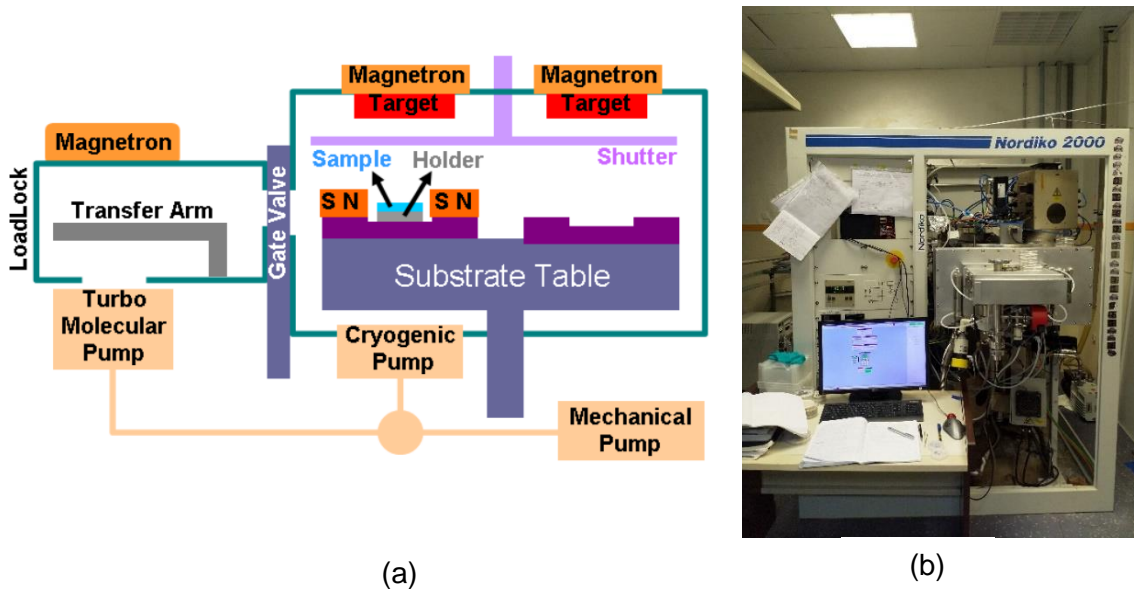 Magnetron
Target
Magnetron
Target
Magnetron
Sample
Holder
Shutter
LoadLock
Transfer Arm
Gate Valve
S N
S N
Substrate Table
Turbo
Molecular
Pump
Cryogenic
Pump
Mechanical
Pump
(a)
Nordiko 2000
Nordiko
(b)